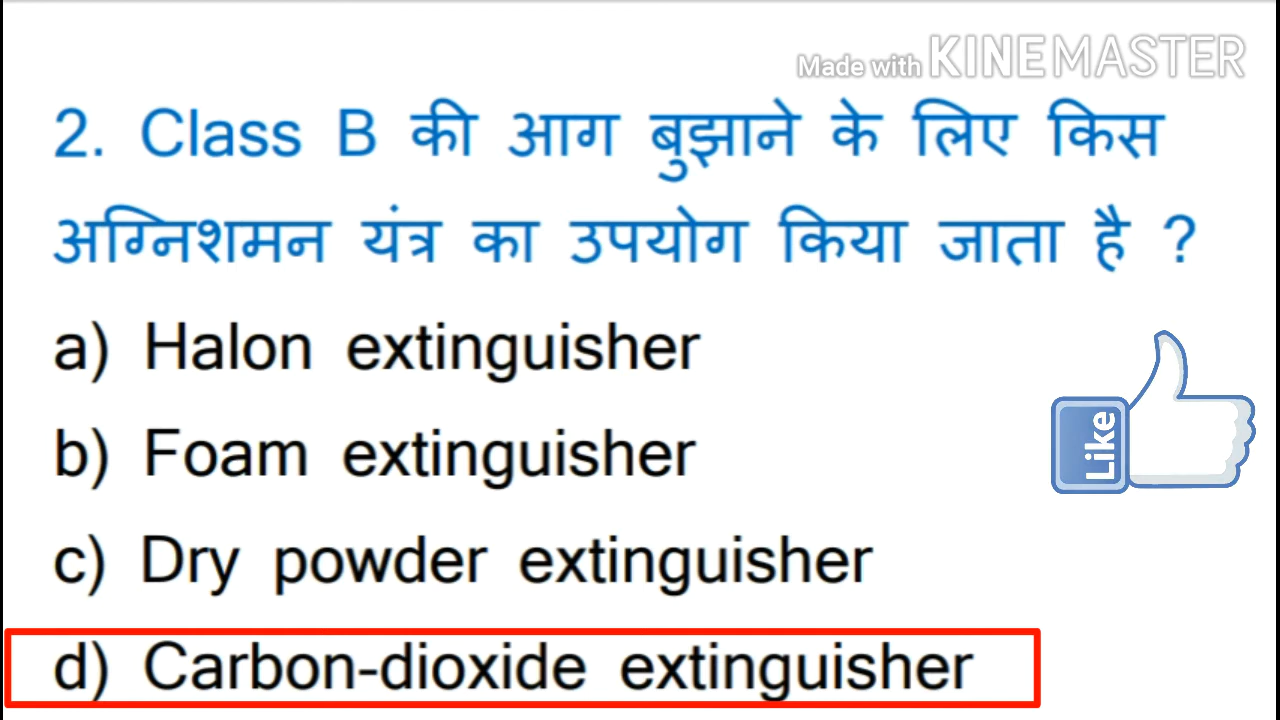 Made with KINEMASTER
2. Class B की आग बुझाने के लिए किस
अग्निशमन यंत्र का उपयोग किया जाता है ?
a) Halon extinguisher
b) Foam extinguisher
Like
c) Dry powder extinguisher
d) Carbon-dioxide extinguisher